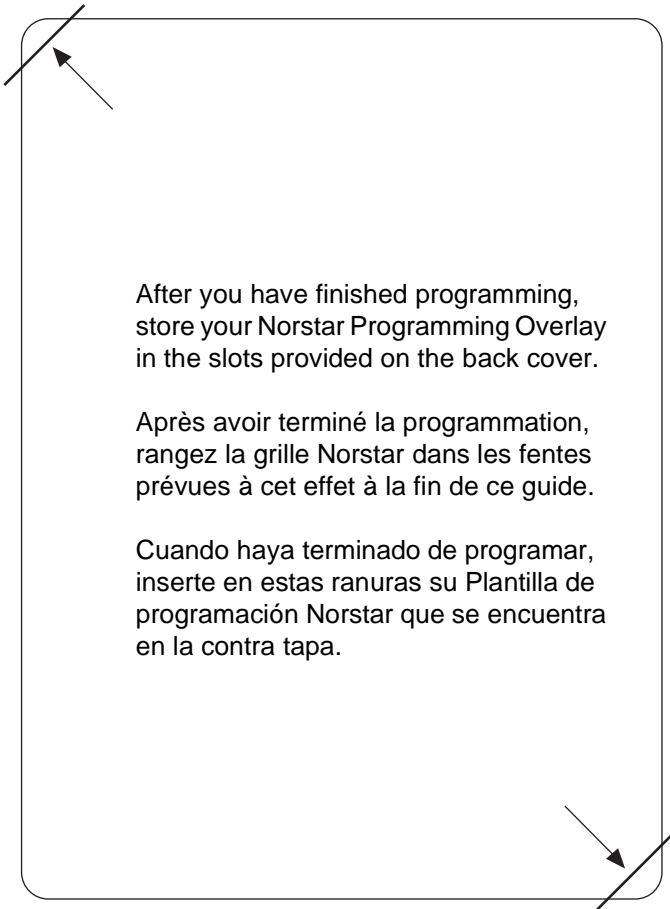 After you have finished programming,
store your Norstar Programming Overlay
in the slots provided on the back cover.
Après avoir terminé la programmation,
rangez la grille Norstar dans les fentes
prévues à cet effet à la fin de ce guide.
Cuando haya terminado de programar,
inserte en estas ranuras su Plantilla de
programación Norstar que se encuentra
en la contra tapa.